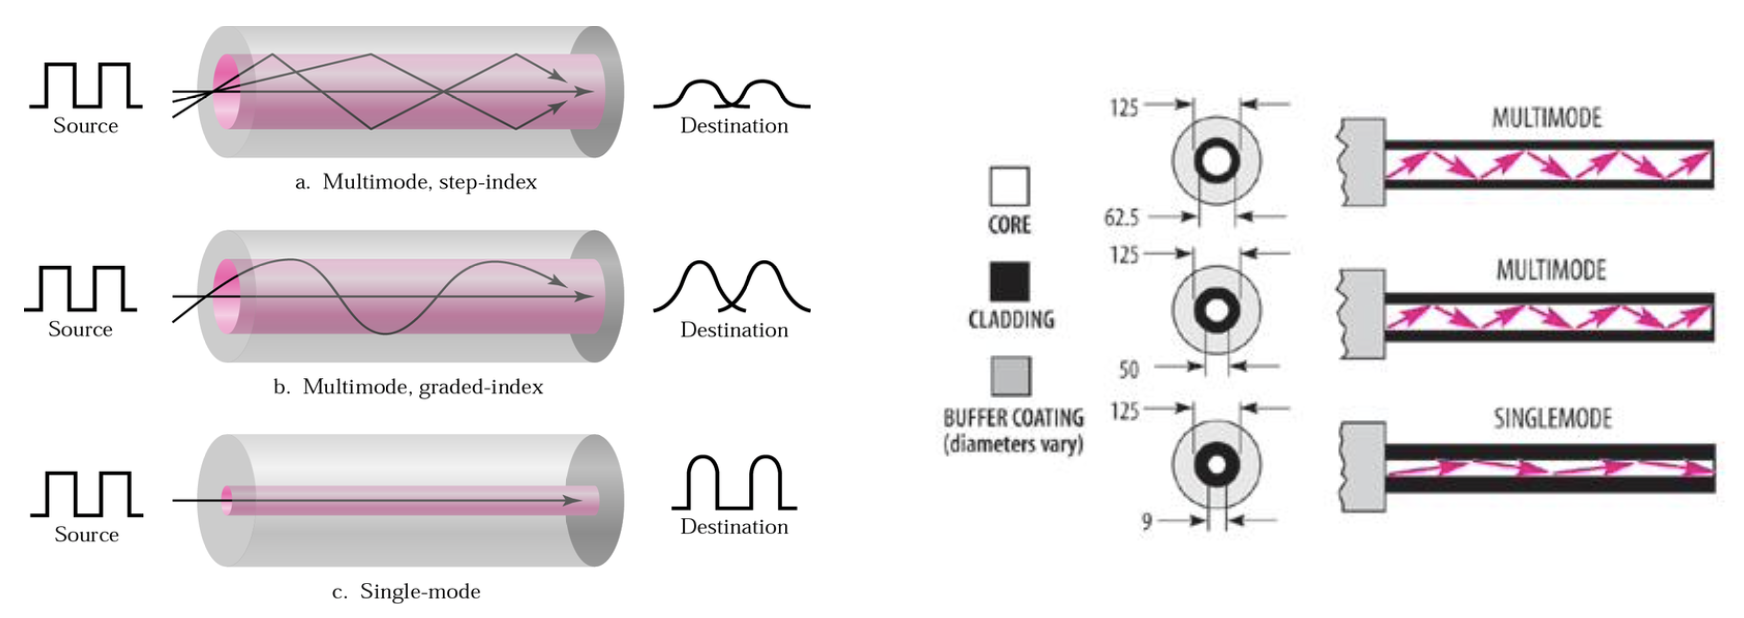 Source
Destination
a. Multimode, step-index
Source
Destination
b. Multimode, graded-index
Source
Destination
c. Single-mode
CORE
CLADDING
BUFFER COATING
(diameters vary)
125
62.5
MULTIMODE
125
50
MULTIMODE
125
9
SINGLEMODE